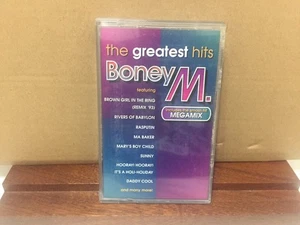 the greatest hits
Boney M.
featuring
BROWN GIRL IN THE RING
(REMIX '93)
RIVERS OF BABYLON
RASPUTIN
MA BAKER
MARY'S BOY CHILD
SUNNY
HOORAY! HOORAY!
IT'S A HOLI-HOLIDAY
DADDY COOL
and many more!
MEGAMIX